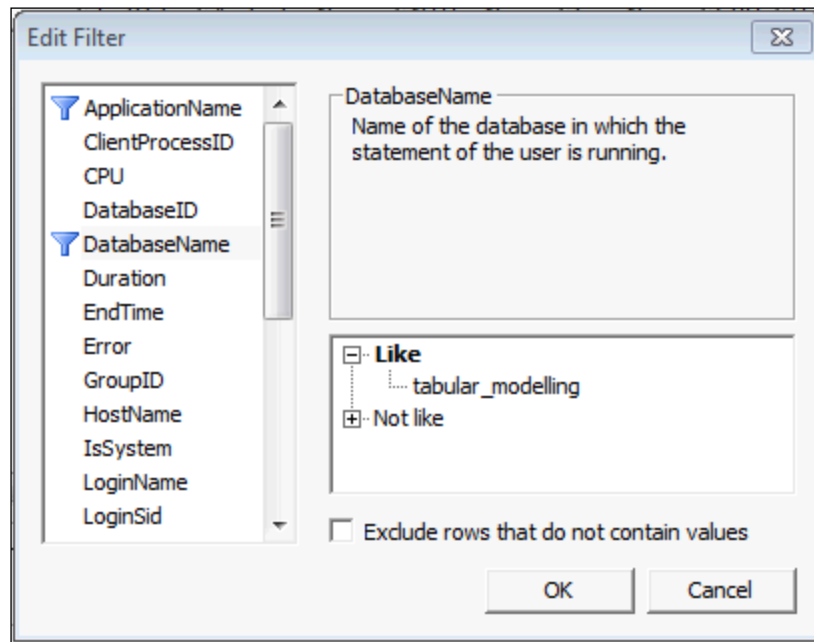 Edit Filter
ApplicationName
ClientProcessID
CPU
DatabaseID
DatabaseName
Duration
EndTime
Error
GroupID
HostName
IsSystem
LoginName
LoginSid
DatabaseName
Name of the database in which the
statement of the user is running.
Like
tabular_modelling
Not like
Exclude rows that do not contain values
OK
Cancel